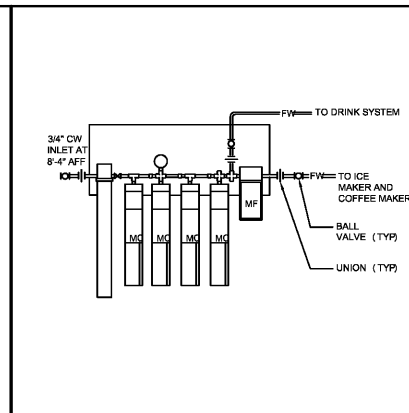 FW
TO DRINK SYSTEM
3/4" CW
INLET AT
8'-4" AFF
FW
TO ICE
MAKER AND
COFFEE MAKER
MC
MC
MC
MC
MF
BALL
VALVE (TYP)
UNION (TYP)